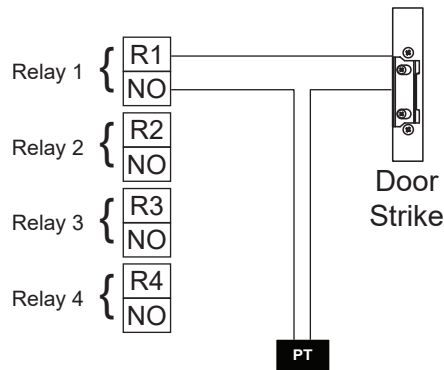 Relay 1
R1
NO
Relay 2
R2
NO
Relay 3
R3
NO
Relay 4
R4
NO
Door
Strike
PT